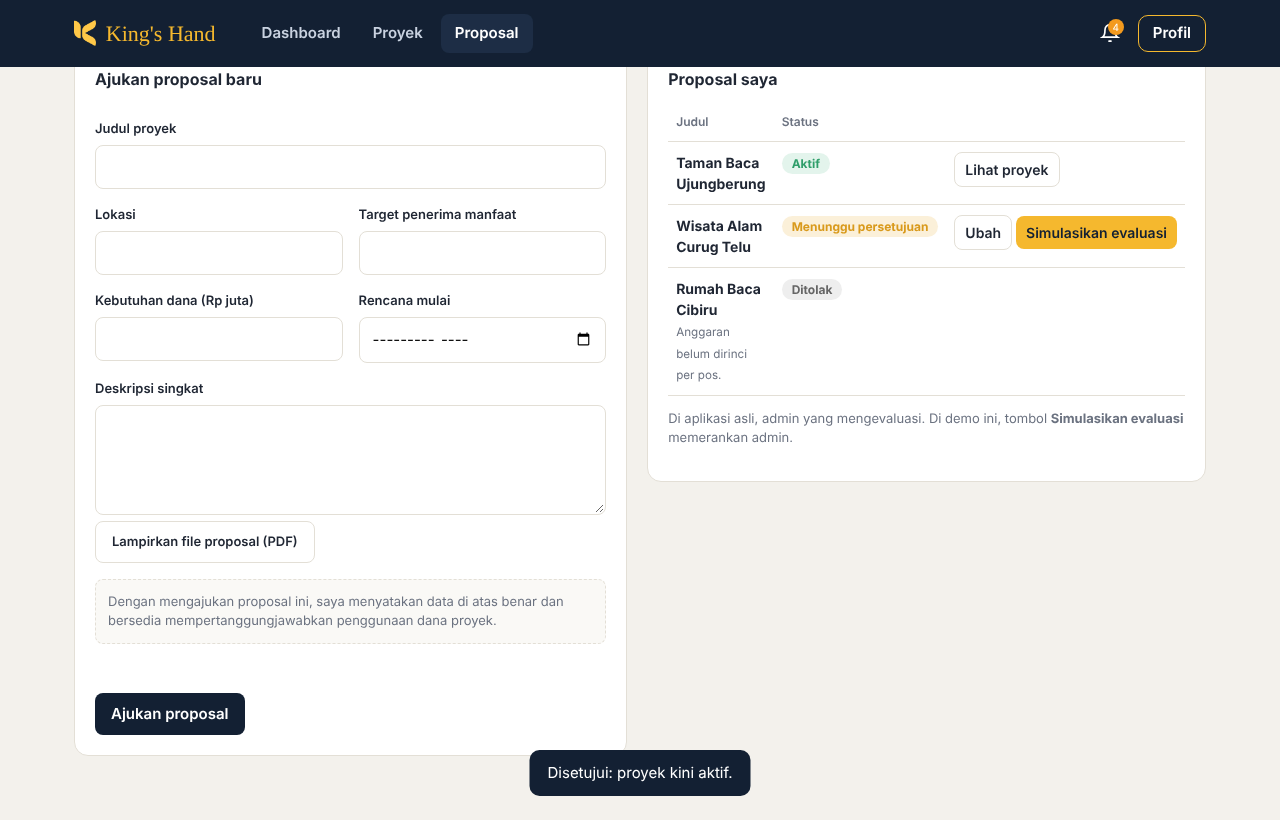 King's Hand
Dashboard
Proyek
Proposal
4
Profil
Ajukan proposal baru
Judul proyek
Lokasi
Target penerima manfaat
Kebutuhan dana (Rp juta)
Rencana mulai
--------- ----
Deskripsi singkat
Lampirkan file proposal (PDF)
Dengan mengajukan proposal ini, saya menyatakan data di atas benar dan
bersedia mempertanggungjawabkan penggunaan dana proyek.
Ajukan proposal
Proposal saya
Judul
Status
Taman Baca
Ujungberung
Aktif
Lihat proyek
Wisata Alam
Curug Telu
Menunggu persetujuan
Ubah
Simulasikan evaluasi
Rumah Baca
Cibiru
Ditolak
Anggaran
belum dirinci
per pos.
Di aplikasi asli, admin yang mengevaluasi. Di demo ini, tombol Simulasikan evaluasi
memerankan admin.
Disetujui: proyek kini aktif.